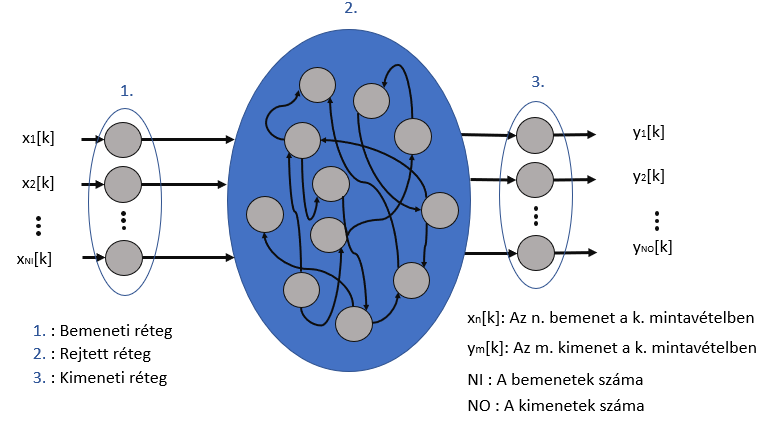 2.
1.
3.
x1[k]
x2[k]
xNI[k]
y1[k]
y2[k]
yNO[k]
1. : Bemeneti réteg
2. : Rejtett réteg
3. : Kimeneti réteg
xn[k]: Az n. bemenet a k. mintavételben
ym[k]: Az m. kimenet a k. mintavételben
NI : A bemenetek száma
NO : A kimenetek száma